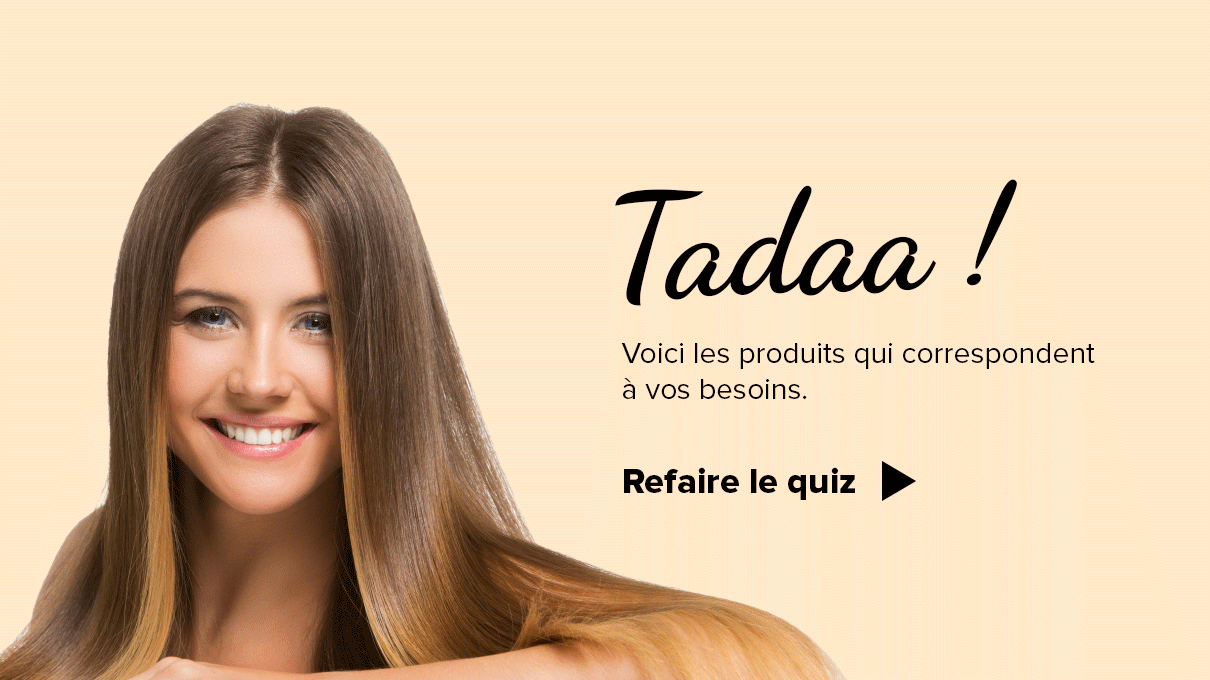 Tadaa !
Voici les produits qui correspondent
à vos besoins.
Refaire le quiz